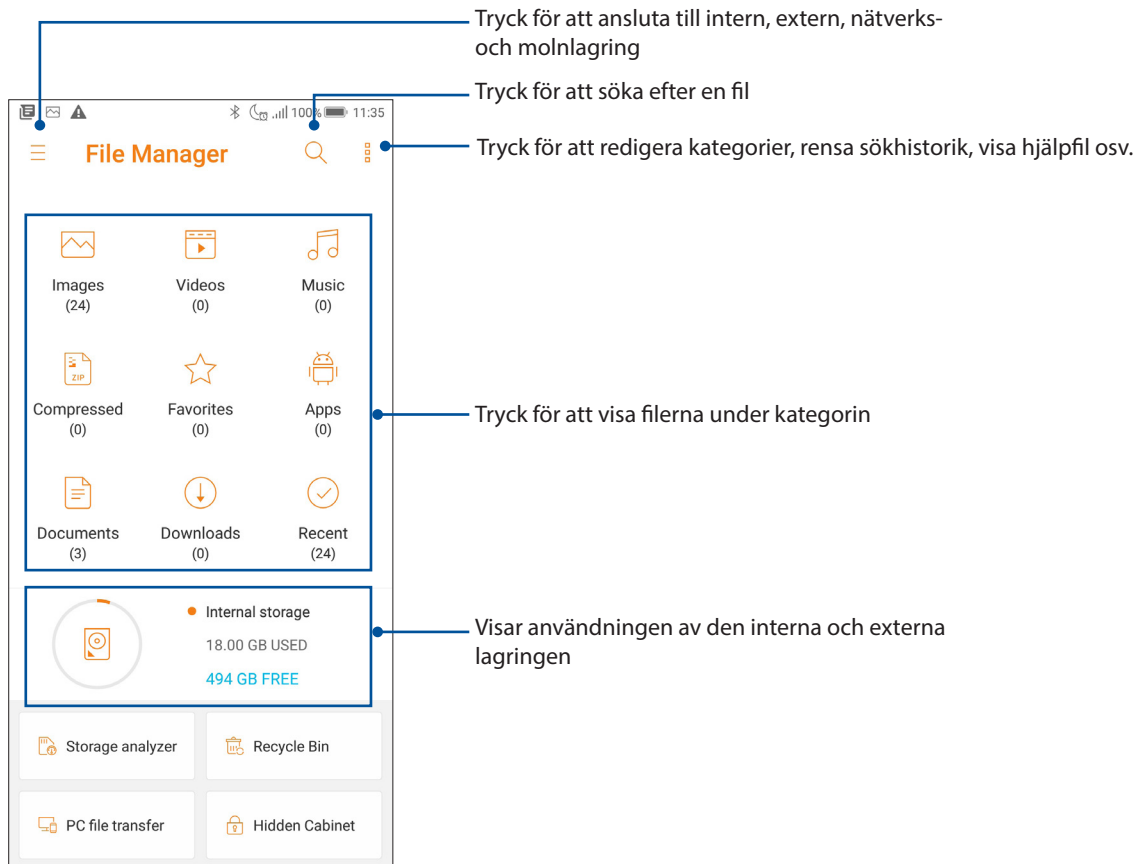 Tryck för att ansluta till intern, extern, nätverks-
och molnlagring
Tryck för att söka efter en fil
100% 11:35
File Manager
Tryck för att redigera kategorier, rensa sökhistorik, visa hjälpfil osv.
Images Videos Music
(24) (0) (0)
ZIP
Compressed Favorites Apps
(0) (0) (0)
Tryck för att visa filerna under kategorin
Documents Downloads Recent
(3) (0) (24)
Internal storage
18.00 GB USED
494 GB FREE
Visar användningen av den interna och externa
lagringen
Storage analyzer Recycle Bin
PC file transfer Hidden Cabinet